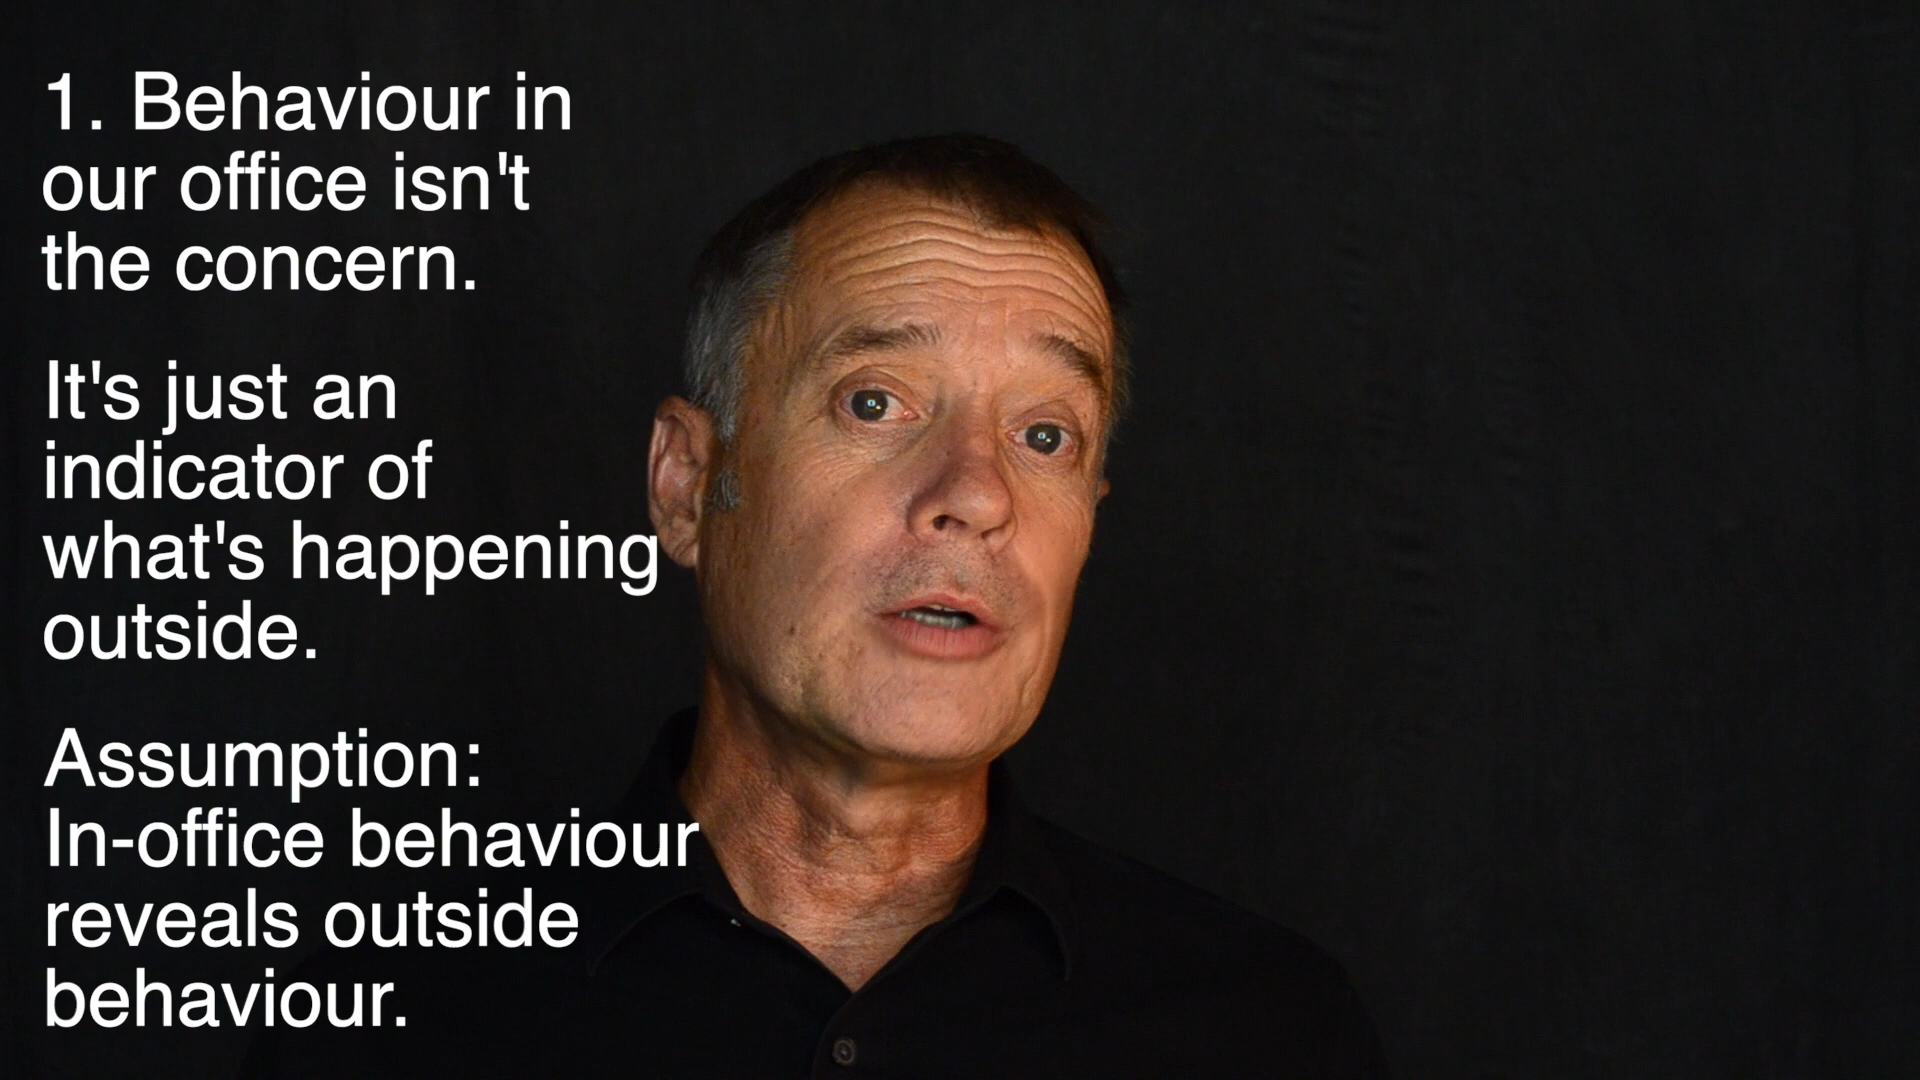 1. Behaviour in
our office isn't
the concern.
It's just an
indicator of
what's happening
outside.
Assumption:
In-office behaviour
reveals outside
behaviour.